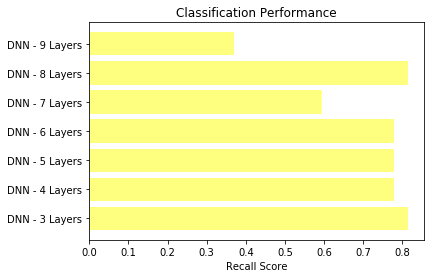 Classification Performance
DNN - 9 Layers
DNN - 8 Layers
DNN - 7 Layers
DNN - 6 Layers
DNN - 5 Layers
DNN - 4 Layers
DNN - 3 Layers
0.0 0.1 0.2 0.3 0.4 0.5 0.6 0.7 0.8
Recall Score